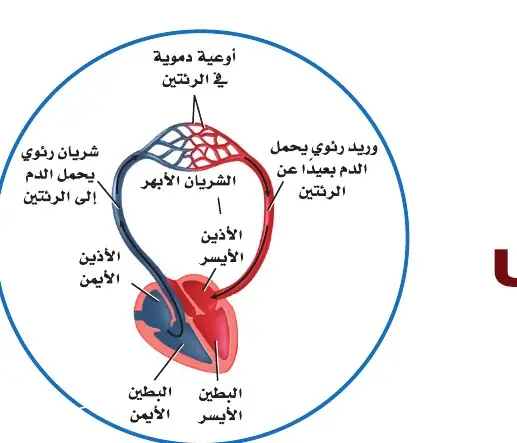 أوعية دموية
في الرئتين
وريد رئوي يحمل
الدم بعيدًا عن
الرئتين
شريان رئوي
يحمل الدم
إلى الرئتين
الشريان الأبهر
الأذين
الأيسر
الأذين
الأيمن
البطين
الأيسر
البطين
الأيمن